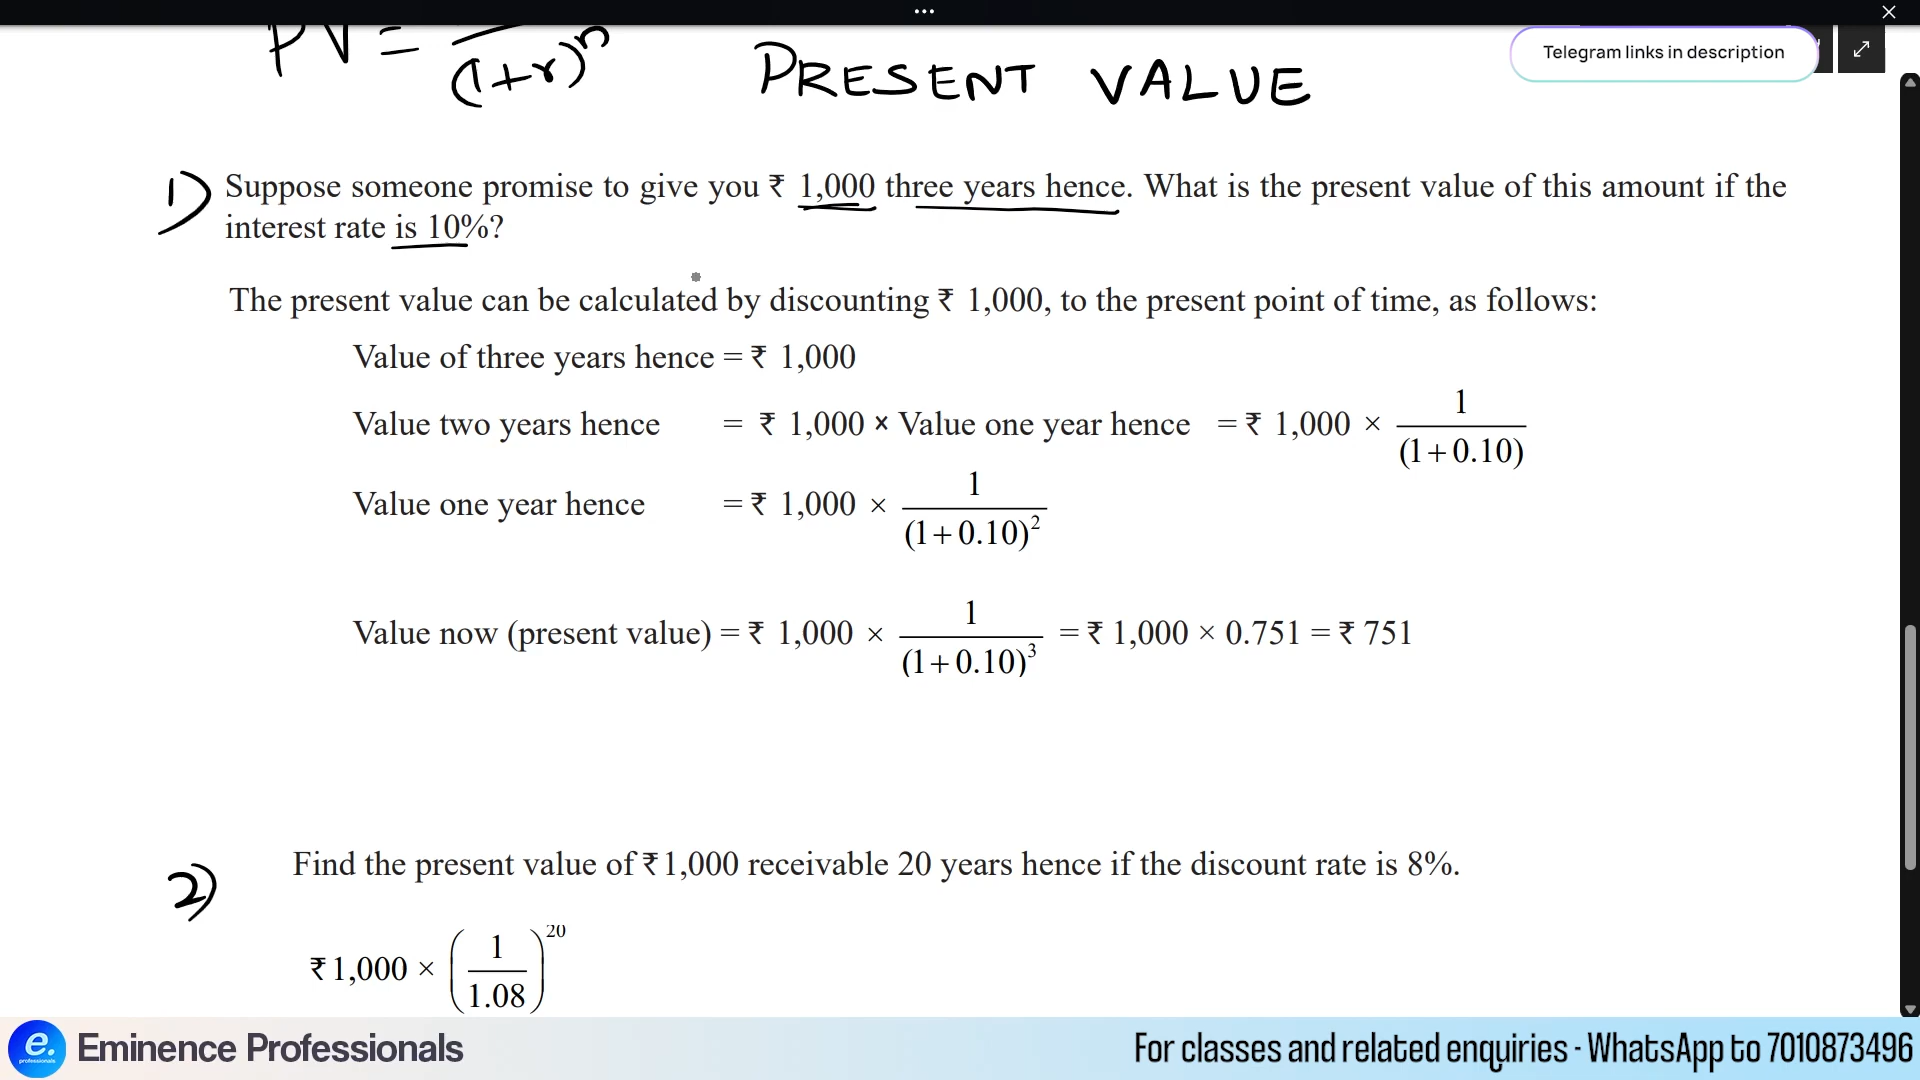 ...
Telegram links in description
PV =
(1+r)^n
PRESENT VALUE
1) Suppose someone promise to give you ₹ 1,000 three years hence. What is the present value of this amount if the
interest rate is 10%?
The present value can be calculated by discounting ₹ 1,000, to the present point of time, as follows:
Value of three years hence = ₹ 1,000
Value two years hence = ₹ 1,000 × Value one year hence = ₹ 1,000 × 1/(1+0.10)
Value one year hence = ₹ 1,000 × 1/(1+0.10)^2
Value now (present value) = ₹ 1,000 × 1/(1+0.10)^3 = ₹ 1,000 × 0.751 = ₹ 751
2) Find the present value of ₹1,000 receivable 20 years hence if the discount rate is 8%.
₹1,000 × (1/1.08)^20
e. professionals Eminence Professionals
For classes and related enquiries - WhatsApp to 7010873496